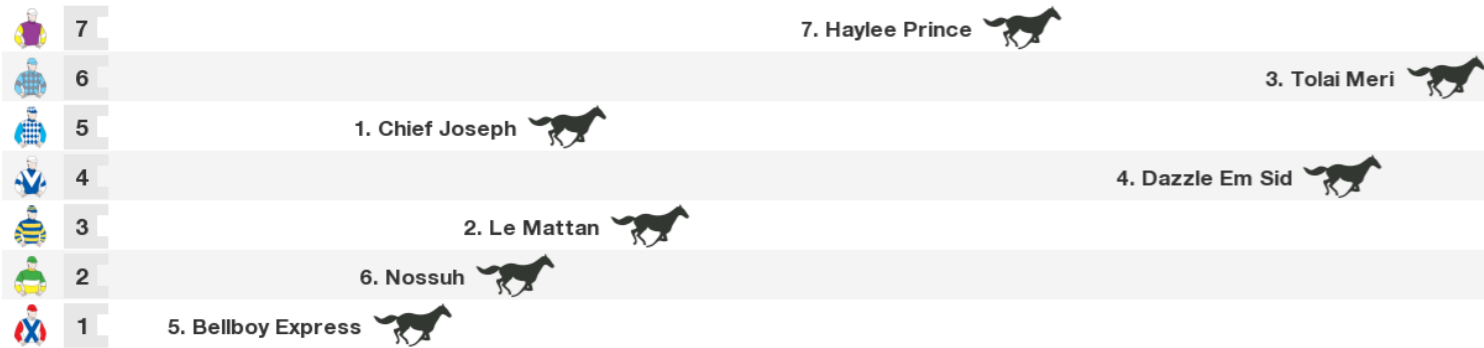 7 7. Haylee Prince
6 3. Tolai Meri
5 1. Chief Joseph
4 4. Dazzle Em Sid
3 2. Le Mattan
2 6. Nossuh
1 5. Bellboy Express